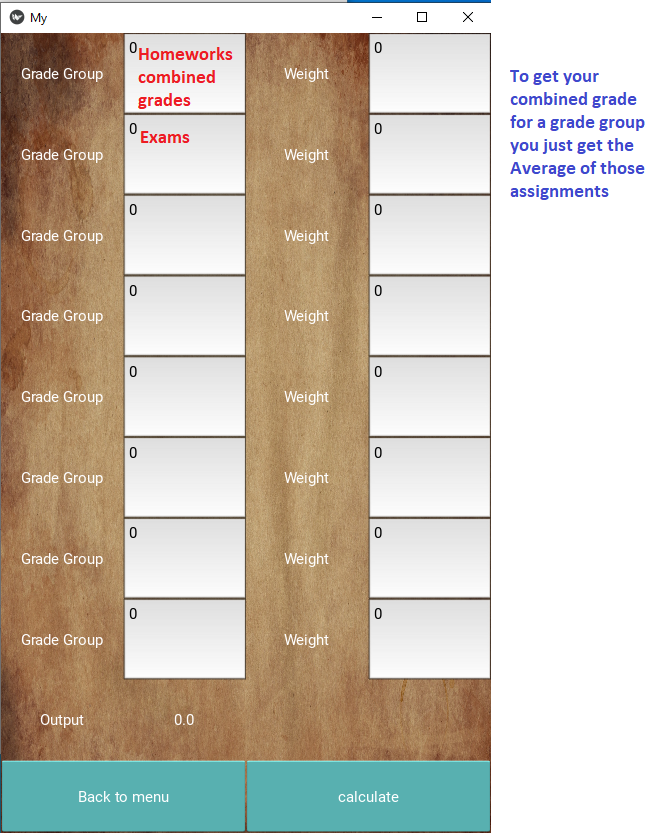 My
Grade Group 0 Homeworks Weight 0
combined
grades
Grade Group 0 Exams Weight 0
Grade Group 0 Weight 0
Grade Group 0 Weight 0
Grade Group 0 Weight 0
Grade Group 0 Weight 0
Grade Group 0 Weight 0
Grade Group 0 Weight 0
Output 0.0
Back to menu calculate
To get your
combined grade
for a grade group
you just get the
Average of those
assignments